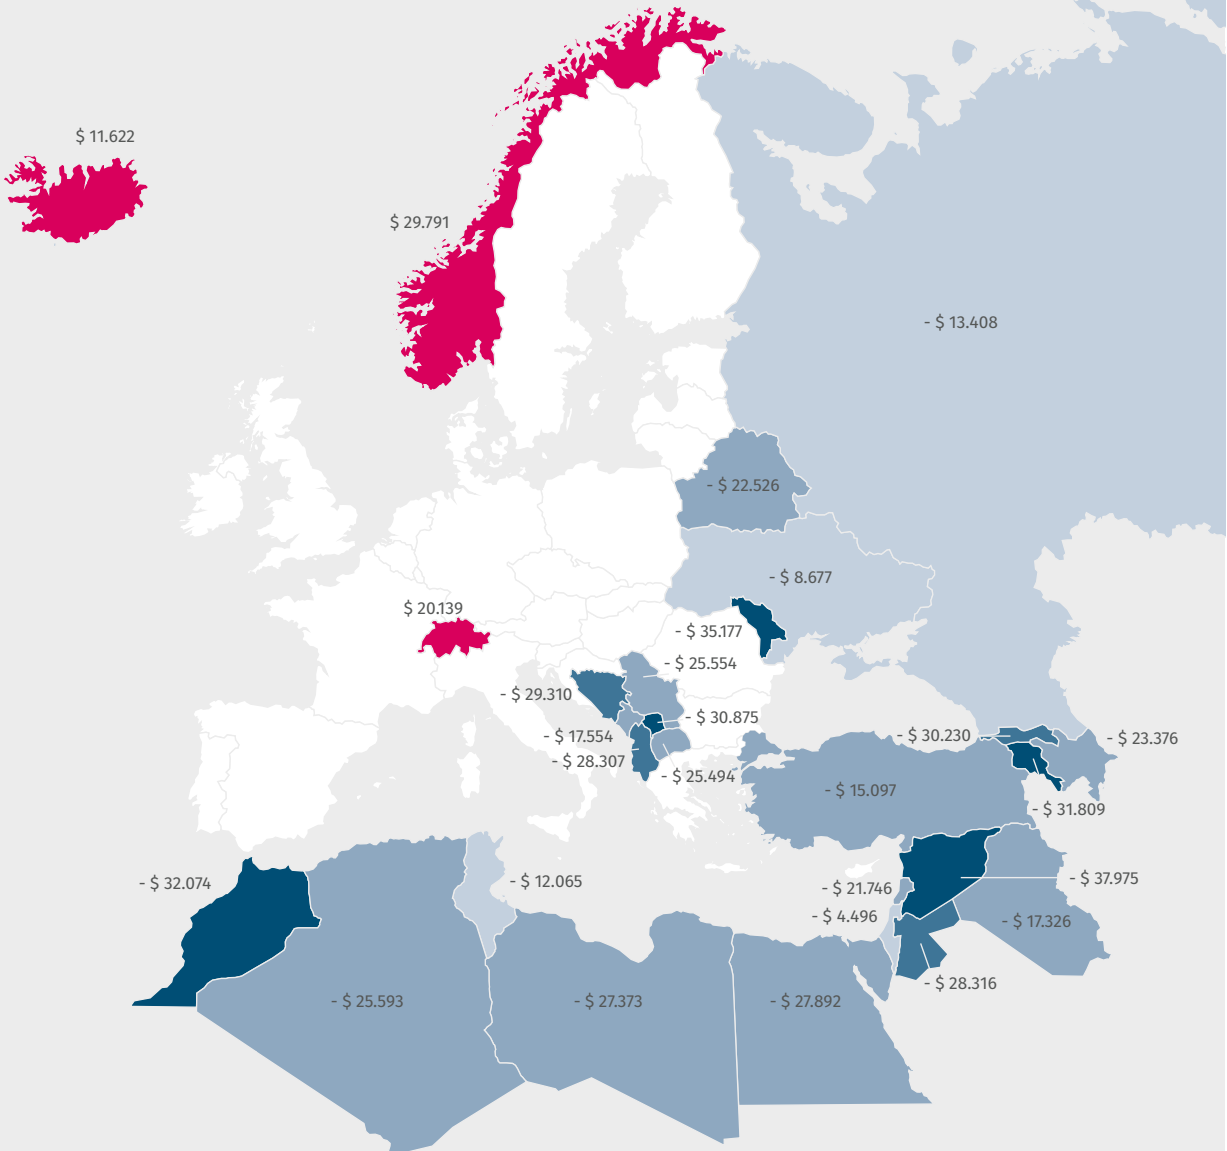 $ 11.622
$ 29.791
- $ 13.408
- $ 22.526
- $ 8.677
$ 20.139
- $ 35.177
- $ 25.554
- $ 29.310
- $ 30.875
- $ 17.554
- $ 30.230
- $ 23.376
- $ 28.307
- $ 25.494
- $ 15.097
- $ 31.809
- $ 32.074
- $ 12.065
- $ 21.746
- $ 37.975
- $ 4.496
- $ 17.326
- $ 28.316
- $ 25.593
- $ 27.373
- $ 27.892